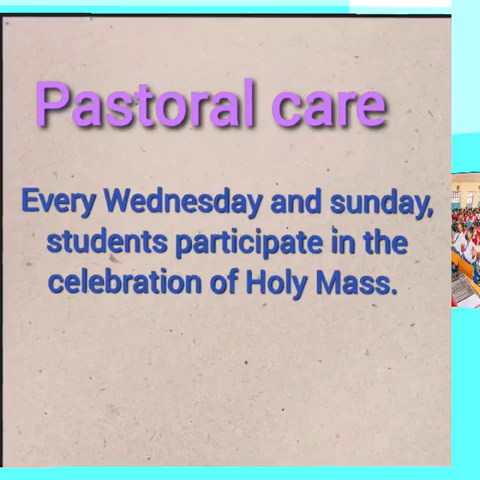 Pastoral care
Every Wednesday and sunday,
students participate in the
celebration of Holy Mass.